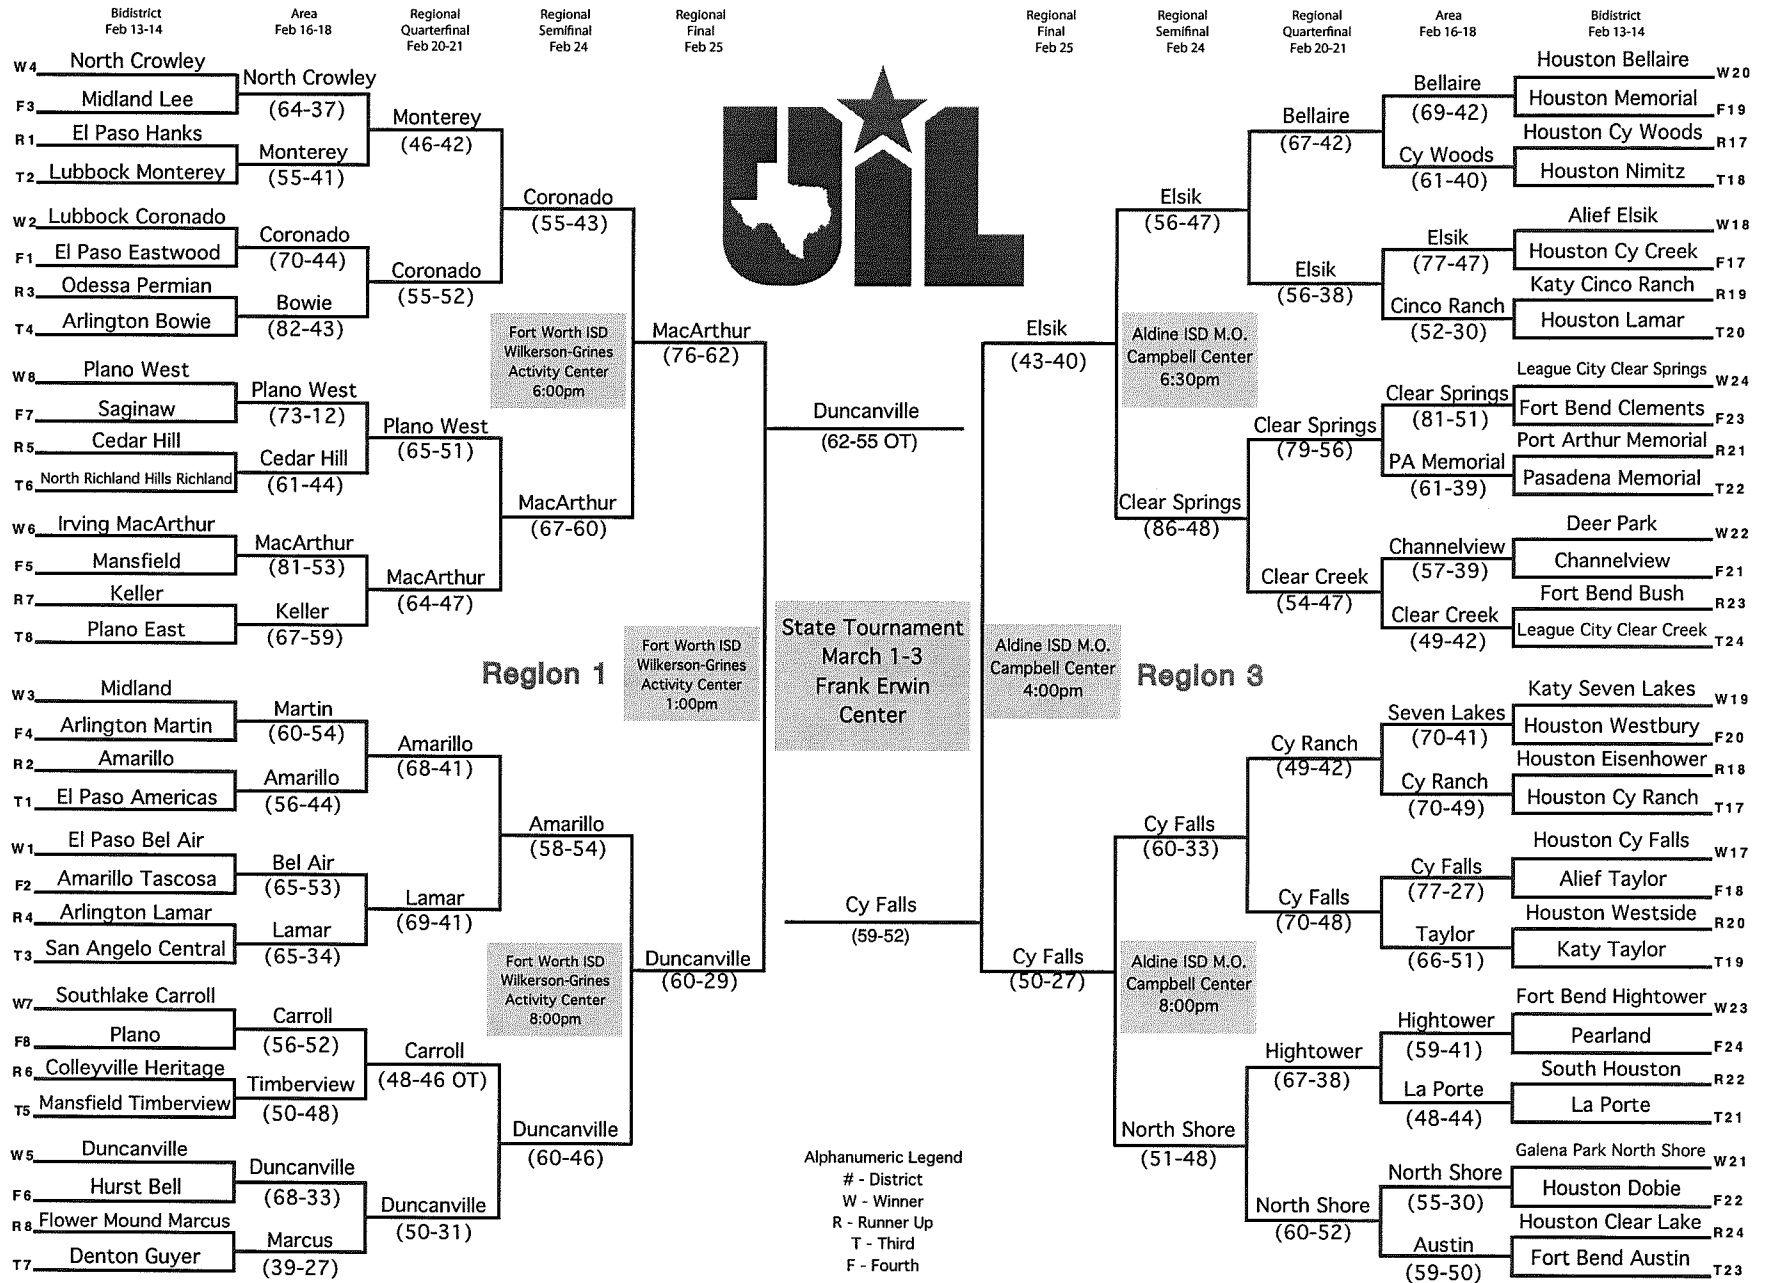 Bidistrict
Feb 13-14
Area
Feb 16-18
Regional
Quarterfinal
Feb 20-21
Regional
Semifinal
Feb 24
Regional
Final
Feb 25
Regional
Final
Feb 25
Regional
Semifinal
Feb 24
Regional
Quarterfinal
Feb 20-21
Area
Feb 16-18
Bidistrict
Feb 13-14
W4 North Crowley
F3 Midland Lee
R1 El Paso Hanks
T2 Lubbock Monterey
W2 Lubbock Coronado
F1 El Paso Eastwood
R3 Odessa Permian
T4 Arlington Bowie
W8 Plano West
F7 Saginaw
R5 Cedar Hill
T6 North Richland Hills Richland
W6 Irving MacArthur
F5 Mansfield
R7 Keller
T8 Plano East
W3 Midland
F4 Arlington Martin
R2 Amarillo
T1 El Paso Americas
W1 El Paso Bel Air
F2 Amarillo Tascosa
R4 Arlington Lamar
T3 San Angelo Central
W7 Southlake Carroll
F8 Plano
R6 Colleyville Heritage
T5 Mansfield Timberview
W5 Duncanville
F6 Hurst Bell
R8 Flower Mound Marcus
T7 Denton Guyer
North Crowley
(64-37)
Monterey
(55-41)
Coronado
(70-44)
Bowie
(82-43)
Plano West
(73-12)
Cedar Hill
(61-44)
MacArthur
(81-53)
Keller
(67-59)
Martin
(60-54)
Amarillo
(56-44)
Bel Air
(65-53)
Lamar
(65-34)
Carroll
(56-52)
Timberview
(50-48)
Duncanville
(68-33)
Marcus
(39-27)
Monterey
(46-42)
Coronado
(55-52)
Plano West
(65-51)
MacArthur
(64-47)
Amarillo
(68-41)
Lamar
(69-41)
Carroll
(48-46 OT)
Duncanville
(50-31)
Coronado
(55-43)
Fort Worth ISD
Wilkerson-Grines
Activity Center
6:00pm
MacArthur
(67-60)
Region 1
Amarillo
(58-54)
Fort Worth ISD
Wilkerson-Grines
Activity Center
8:00pm
Duncanville
(60-46)
MacArthur
(76-62)
Fort Worth ISD
Wilkerson-Grines
Activity Center
1:00pm
Duncanville
(60-29)
UIL
Duncanville
(62-55 OT)
State Tournament
March 1-3
Frank Erwin
Center
Cy Falls
(59-52)
Alphanumeric Legend
# - District
W - Winner
R - Runner Up
T - Third
F - Fourth
Elsik
(43-40)
Aldine ISD M.O.
Campbell Center
4:00pm
Cy Falls
(50-27)
Elsik
(56-47)
Aldine ISD M.O.
Campbell Center
6:30pm
Clear Springs
(86-48)
Region 3
Cy Falls
(60-33)
Aldine ISD M.O.
Campbell Center
8:00pm
North Shore
(51-48)
Bellaire
(67-42)
Elsik
(56-38)
Clear Springs
(79-56)
Clear Creek
(54-47)
Cy Ranch
(49-42)
Cy Falls
(70-48)
Hightower
(67-38)
North Shore
(60-52)
Bellaire
(69-42)
Cy Woods
(61-40)
Elsik
(77-47)
Cinco Ranch
(52-30)
Clear Springs
(81-51)
PA Memorial
(61-39)
Channelview
(57-39)
Clear Creek
(49-42)
Seven Lakes
(70-41)
Cy Ranch
(70-49)
Cy Falls
(77-27)
Taylor
(66-51)
Hightower
(59-41)
La Porte
(48-44)
North Shore
(55-30)
Austin
(59-50)
Houston Bellaire W20
Houston Memorial F19
Houston Cy Woods R17
Houston Nimitz T18
Alief Elsik W18
Houston Cy Creek F17
Katy Cinco Ranch R19
Houston Lamar T20
League City Clear Springs W24
Fort Bend Clements F23
Port Arthur Memorial R21
Pasadena Memorial T22
Deer Park W22
Channelview F21
Fort Bend Bush R23
League City Clear Creek T24
Katy Seven Lakes W19
Houston Westbury F20
Houston Eisenhower R18
Houston Cy Ranch T17
Houston Cy Falls W17
Alief Taylor F18
Houston Westside R20
Katy Taylor T19
Fort Bend Hightower W23
Pearland F24
South Houston R22
La Porte T21
Galena Park North Shore W21
Houston Dobie F22
Houston Clear Lake R24
Fort Bend Austin T23